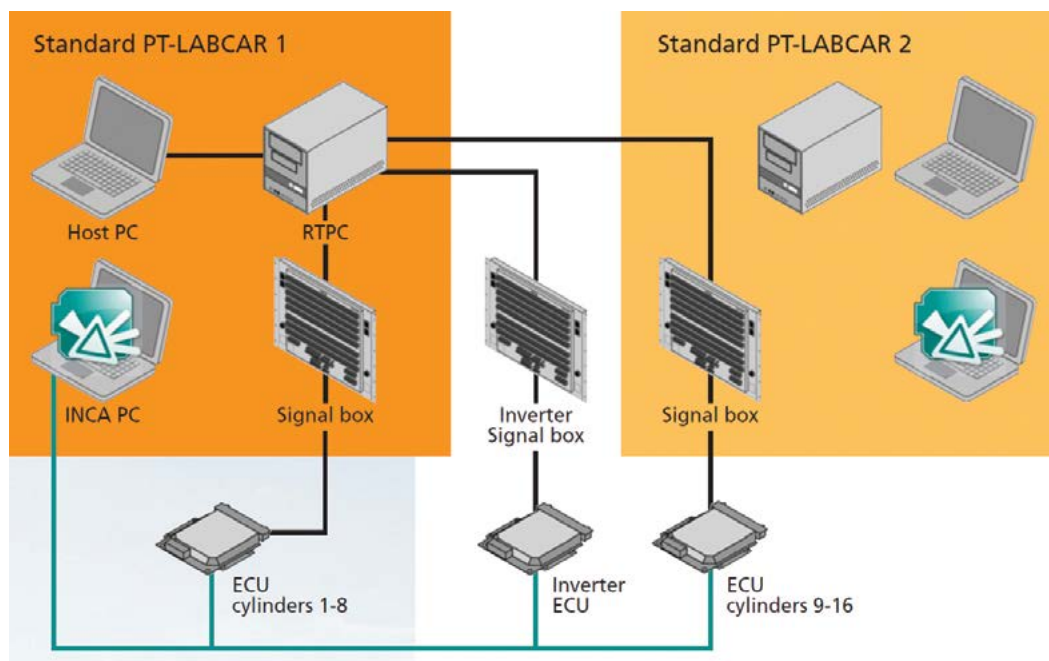 Standard PT-LABCAR 1
Standard PT-LABCAR 2
Host PC
RTPC
INCA PC
Signal box
Inverter
Signal box
Signal box
ECU
cylinders 1-8
Inverter
ECU
ECU
cylinders 9-16